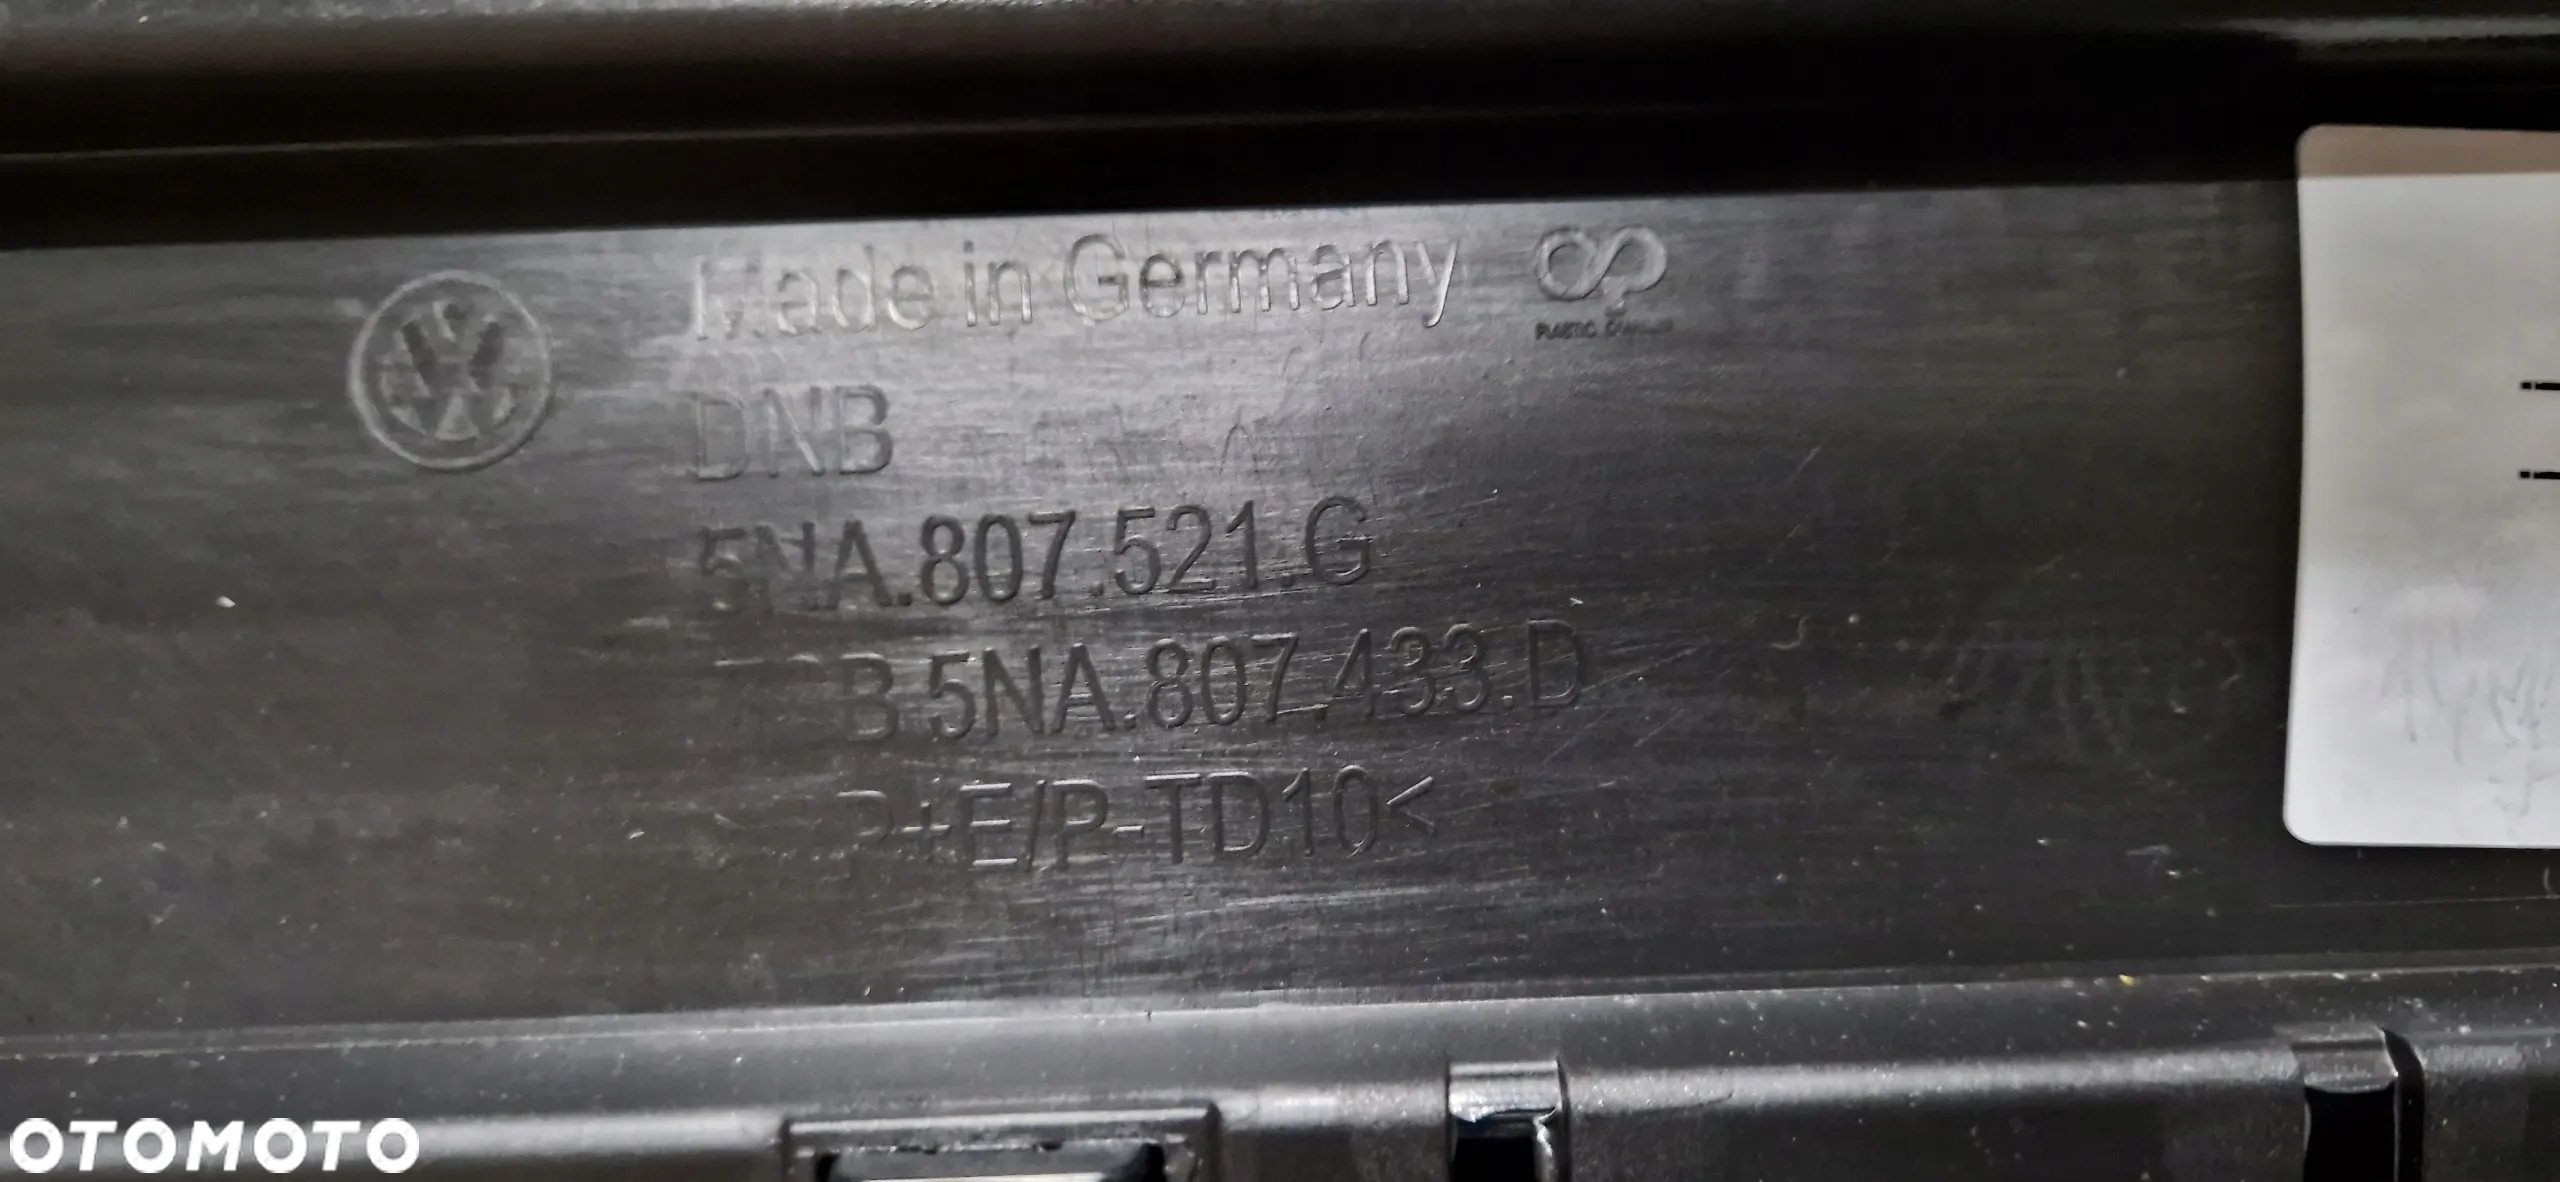 Made in Germany
DNB
5NA.807.521.G
B.5NA.807.433.D
P+E/P-TD10<
OTOMOTO